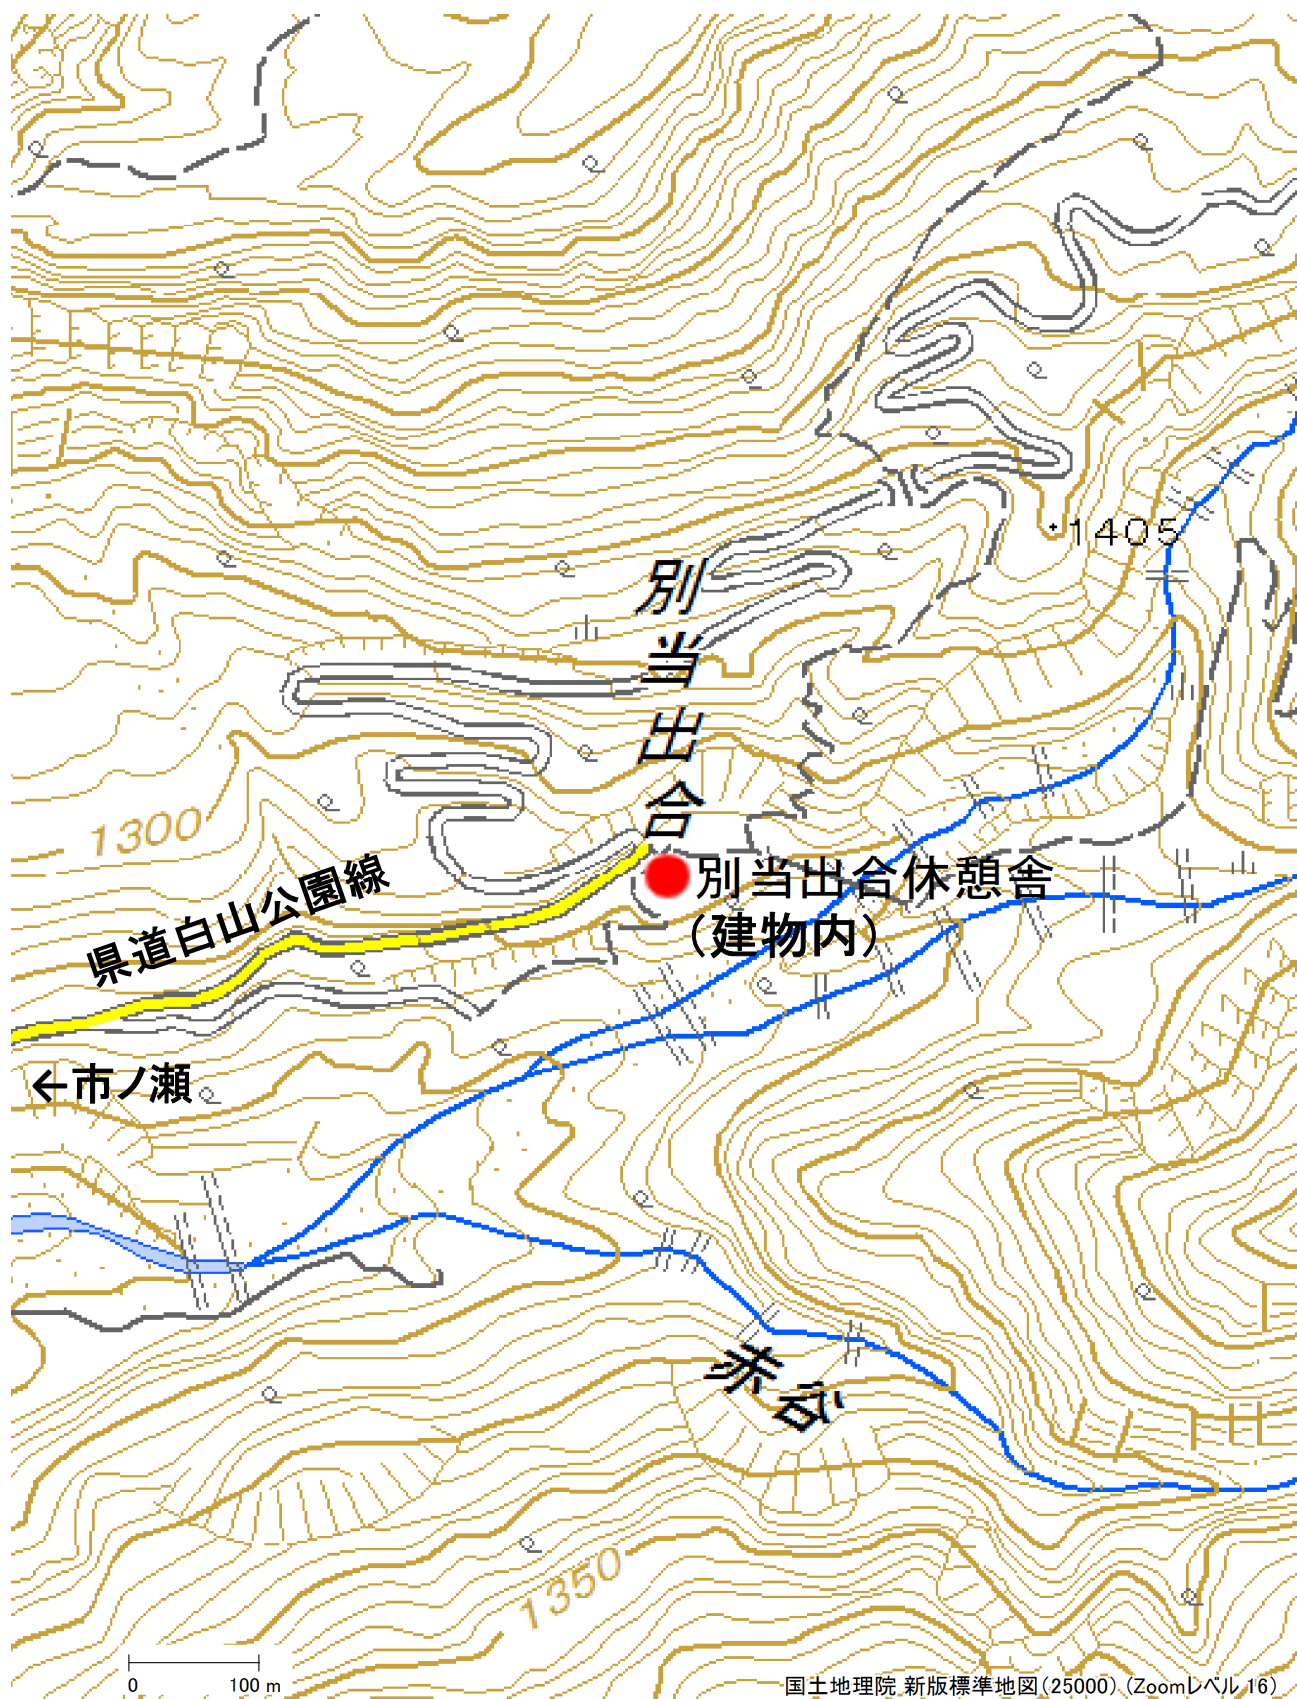 1405
別当出合
1300
県道白山公園線
別当出合休憩舎
（建物内）
←市ノ瀬
赤谷
1350
0 100 m
国土地理院 新版標準地図（25000）（Zoomレベル 16）